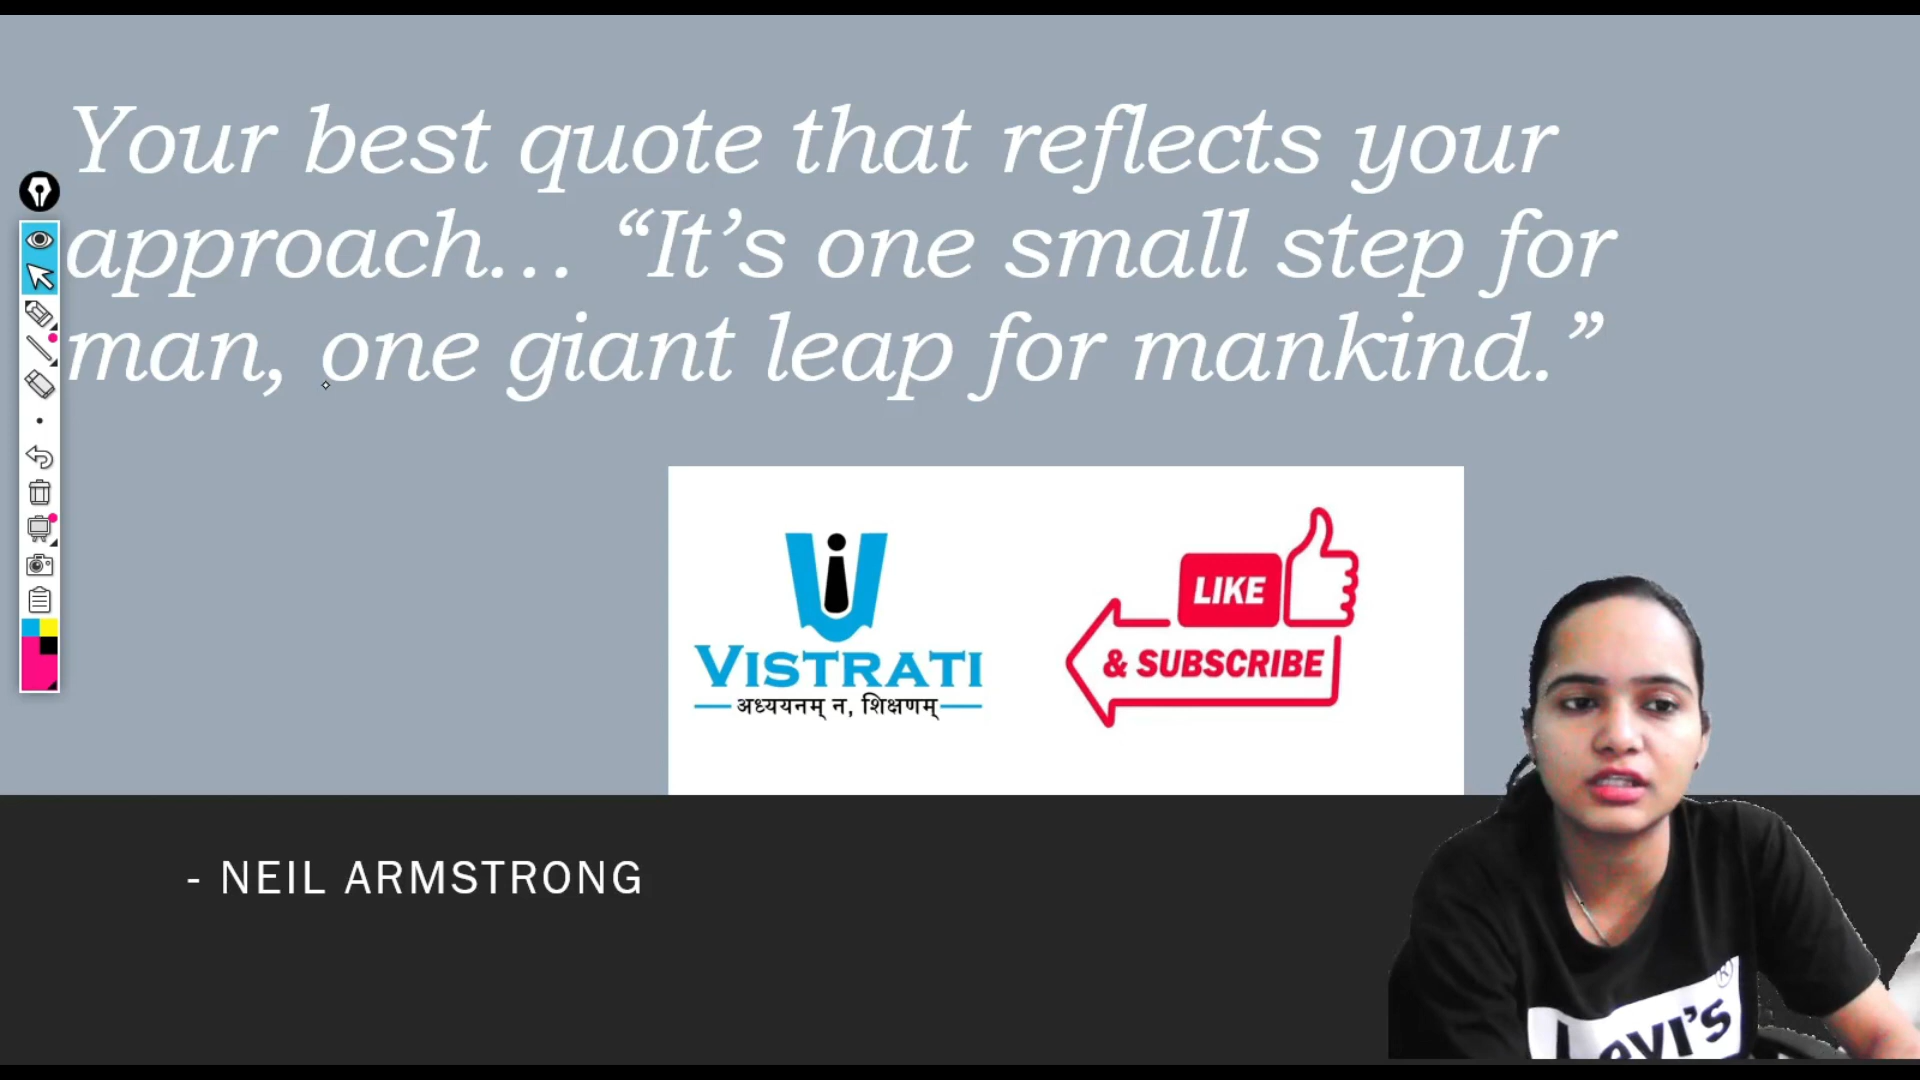 Your best quote that reflects your
approach… “It’s one small step for
man, one giant leap for mankind.”
VISTRATI
अध्ययनम् न, शिक्षणम्
LIKE
& SUBSCRIBE
- NEIL ARMSTRONG
Levi’s
®